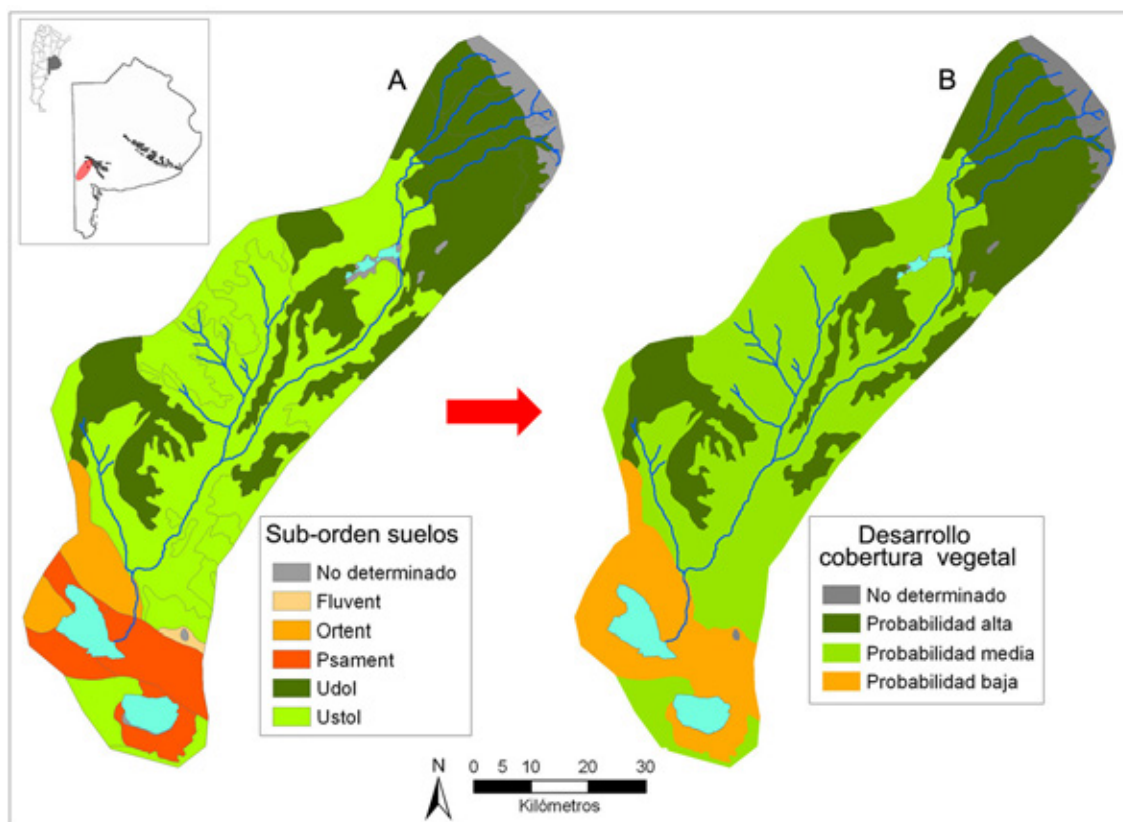 A
B
Sub-orden suelos
No determinado
Fluvent
Ortent
Psament
Udol
Ustol
Desarrollo
cobertura vegetal
No determinado
Probabilidad alta
Probabilidad media
Probabilidad baja
N
0 5 10 20 30
Kilómetros